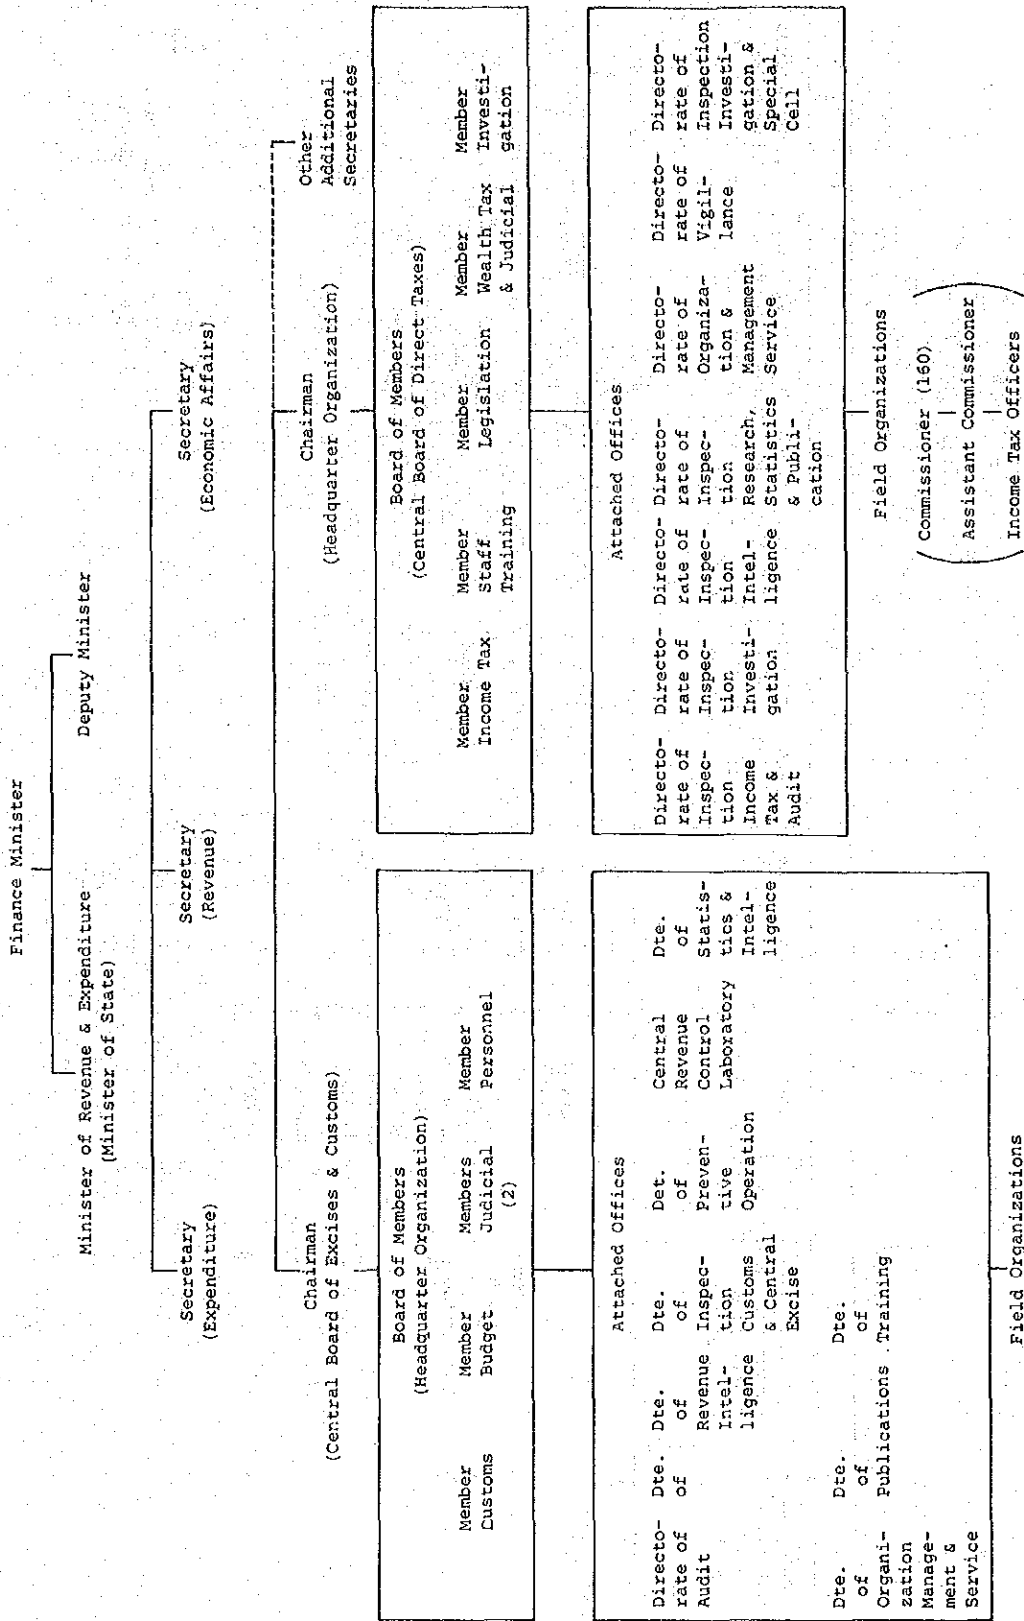 Finance Minister
Minister of Revenue & Expenditure
(Minister of State)
Deputy Minister
Secretary
(Expenditure)
Secretary
(Revenue)
Secretary
(Economic Affairs)
Chairman
(Central Board of Excises & Customs)
Chairman
(Headquarter Organization)
Other
Additional
Secretaries
Board of Members
(Headquarter Organization)
Member
Customs
Member
Budget
Members
Judicial
(2)
Member
Personnel
Attached Offices
Directo-
rate of
Audit
Dte.
of
Dte.
of
Revenue
Intel-
ligence
Dte.
of
Inspec-
tion
Customs
& Central
Excise
Det.
of
Preven-
tive
Operation
Central
Revenue
Control
Laboratory
Dte.
of
Statis-
tics &
Intel-
ligence
Dte.
of
Organi-
zation
Manage-
ment &
Service
Dte.
of
Publications
Dte.
of
Training
Field Organizations
Board of Members
(Central Board of Direct Taxes)
Member
Income Tax
Member
Staff
Training
Member
Legislation
Member
Wealth Tax
& Judicial
Member
Investi-
gation
Attached Offices
Directo-
rate of
Inspec-
tion
Income
Tax &
Audit
Directo-
rate of
Inspec-
tion
Investi-
gation
Directo-
rate of
Inspec-
tion
Intel-
ligence
Directo-
rate of
Inspec-
tion
Research,
Statistics
& Publi-
cation
Directo-
rate of
Organiza-
tion &
Management
Service
Directo-
rate of
Vigil-
lance
Directo-
rate of
Inspection
Investi-
gation &
Special
Cell
Field Organizations
Commissioner (160)
Assistant Commissioner
Income Tax Officers